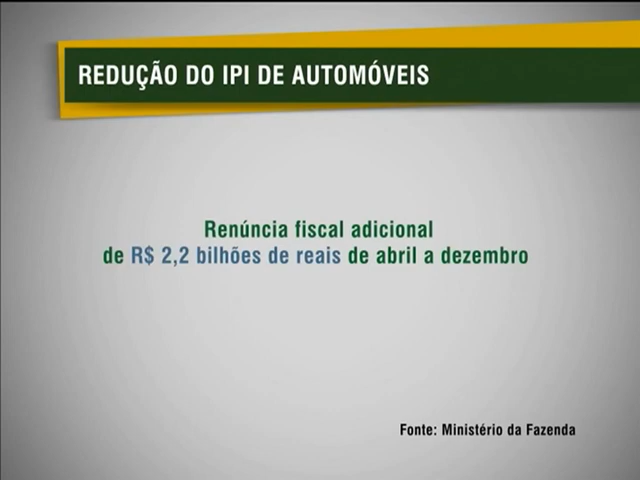 REDUÇÃO DO IPI DE AUTOMÓVEIS
Renúncia fiscal adicional
de R$ 2,2 bilhões de reais de abril a dezembro
Fonte: Ministério da Fazenda